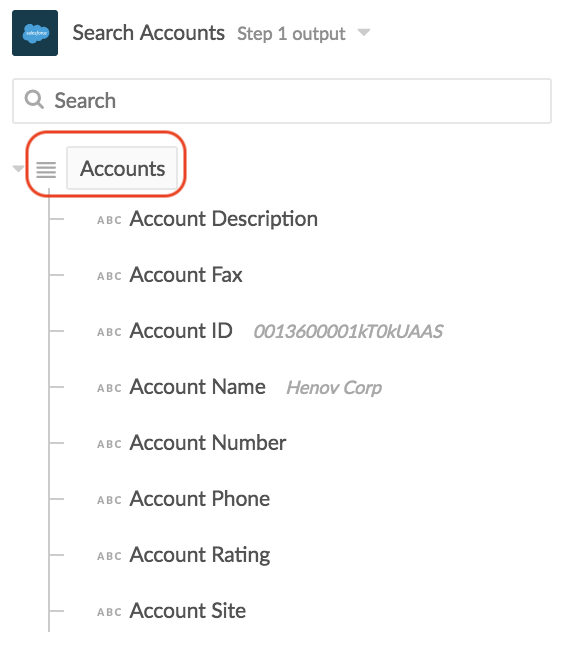 salesforce
Search Accounts Step 1 output
Search
Accounts
ABC Account Description
ABC Account Fax
ABC Account ID 0013600001kT0kUAAS
ABC Account Name Henov Corp
ABC Account Number
ABC Account Phone
ABC Account Rating
ABC Account Site